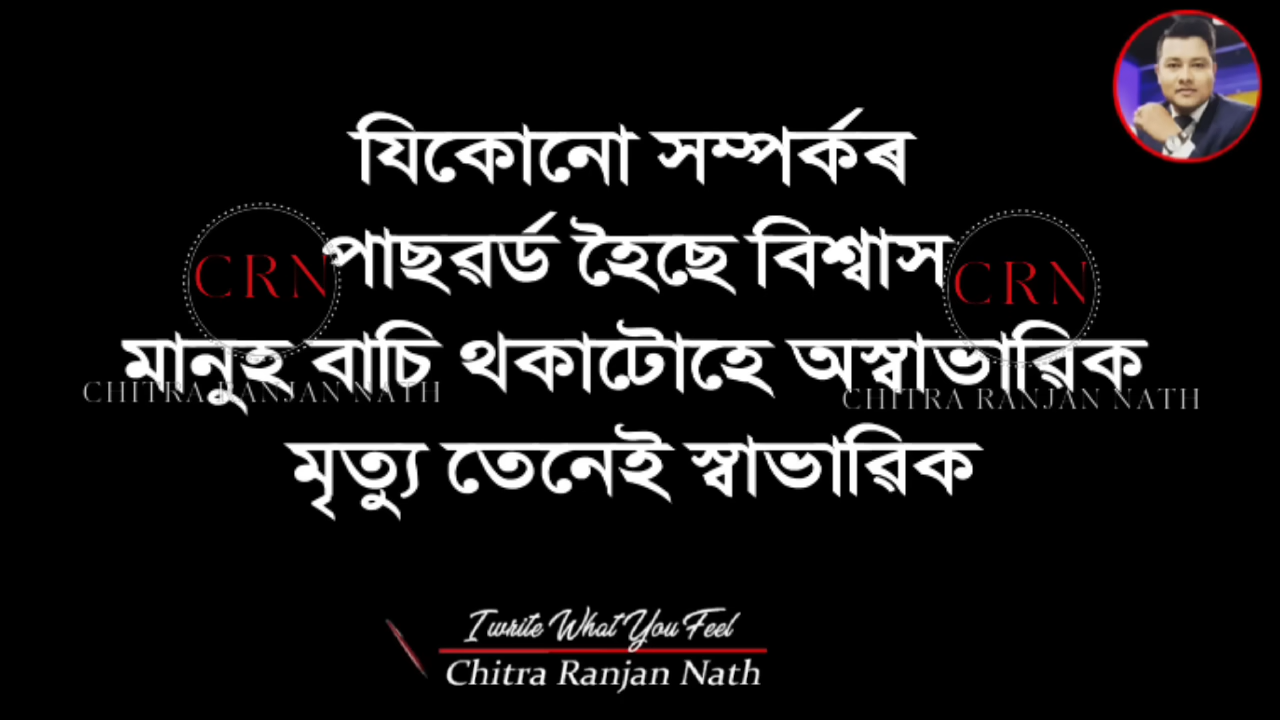 যিকোনো সম্পৰ্কৰ
পাছৱৰ্ড হৈছে বিশ্বাস
CRN
CRN
মানুহ বাচি থকাটোহে অস্বাভাৱিক
CHITRA RANJAN NATH
CHITRA RANJAN NATH
মৃত্যু তেনেই স্বাভাৱিক
I write What You Feel
Chitra Ranjan Nath